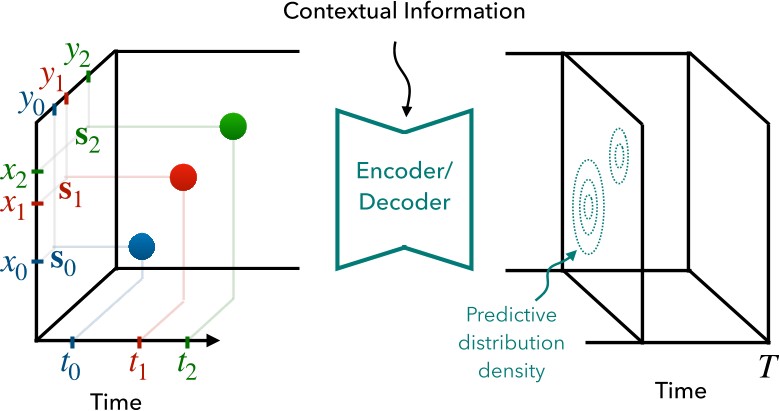 Contextual Information
y2
y1
y0
x2
x1
x0
s2
s1
s0
t0
t1
t2
Time
Encoder/
Decoder
Predictive
distribution
density
T
Time